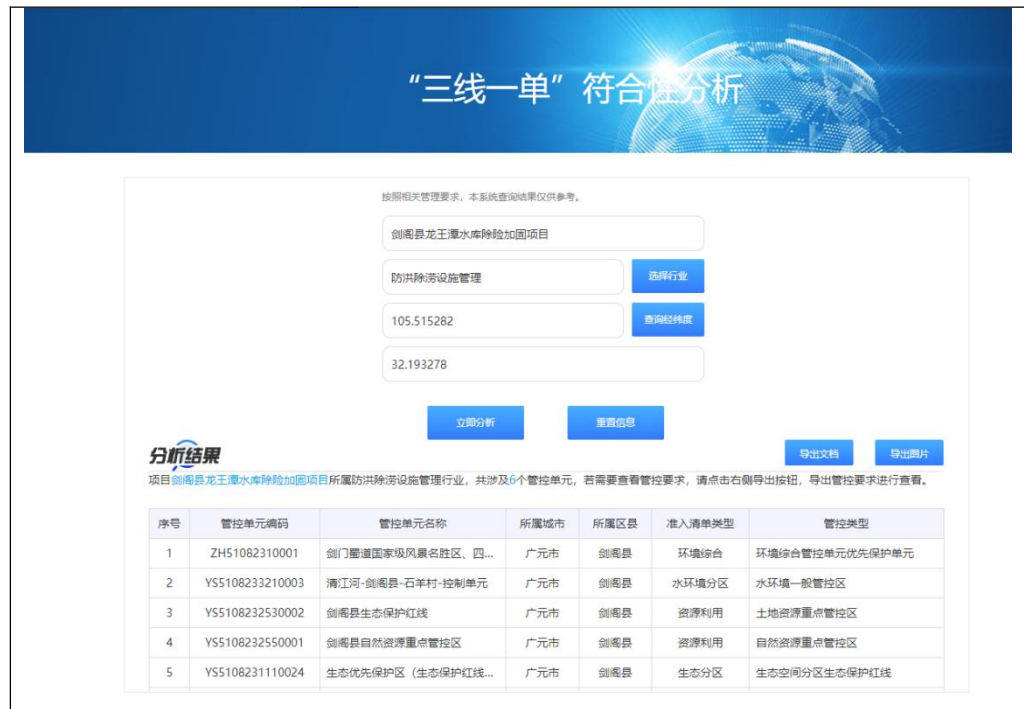 “三线一单”符合性分析
按照相关管理要求，本系统查询结果仅供参考。
剑阁县龙王潭水库除险加固项目
防洪除涝设施管理 选择行业
105.515282 查询经纬度
32.193278
立即分析 重置信息
分析结果 导出文档 导出图片
项目剑阁县龙王潭水库除险加固项目所属防洪除涝设施管理行业，共涉及6个管控单元，若需要查看管控要求，请点击右侧导出按钮，导出管控要求进行查看。
序号 管控单元编码 管控单元名称 所属城市 所属区县 准入清单类型 管控类型
1 ZH51082310001 剑门蜀道国家级风景名胜区、四... 广元市 剑阁县 环境综合 环境综合管控单元优先保护单元
2 YS5108233210003 清江河-剑阁县-石羊村-控制单元 广元市 剑阁县 水环境分区 水环境一般管控区
3 YS5108232530002 剑阁县生态保护红线 广元市 剑阁县 资源利用 土地资源重点管控区
4 YS5108232550001 剑阁县自然资源重点管控区 广元市 剑阁县 资源利用 自然资源重点管控区
5 YS5108231110024 生态优先保护区（生态保护红线... 广元市 剑阁县 生态分区 生态空间分区生态保护红线